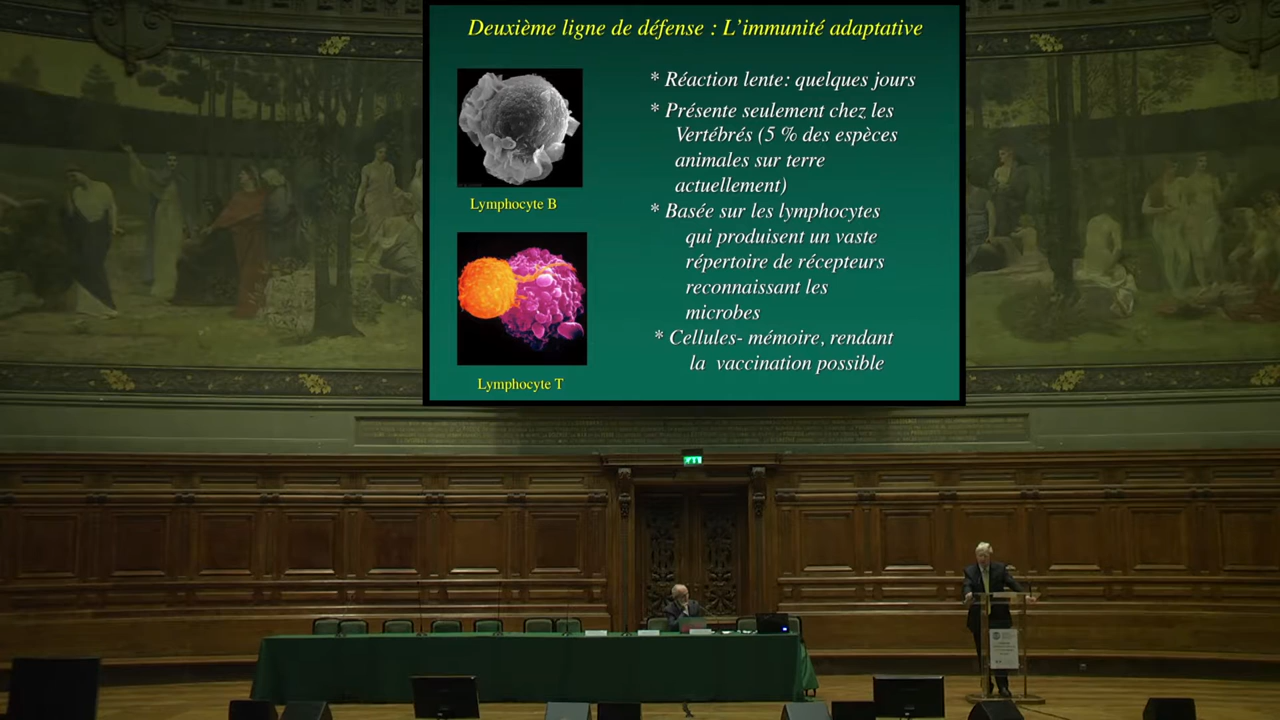 Deuxième ligne de défense : L'immunité adaptative
Lymphocyte B
Lymphocyte T
* Réaction lente: quelques jours
* Présente seulement chez les
Vertébrés (5 % des espèces
animales sur terre
actuellement)
* Basée sur les lymphocytes
qui produisent un vaste
répertoire de récepteurs
reconnaissant les
microbes
* Cellules- mémoire, rendant
la vaccination possible